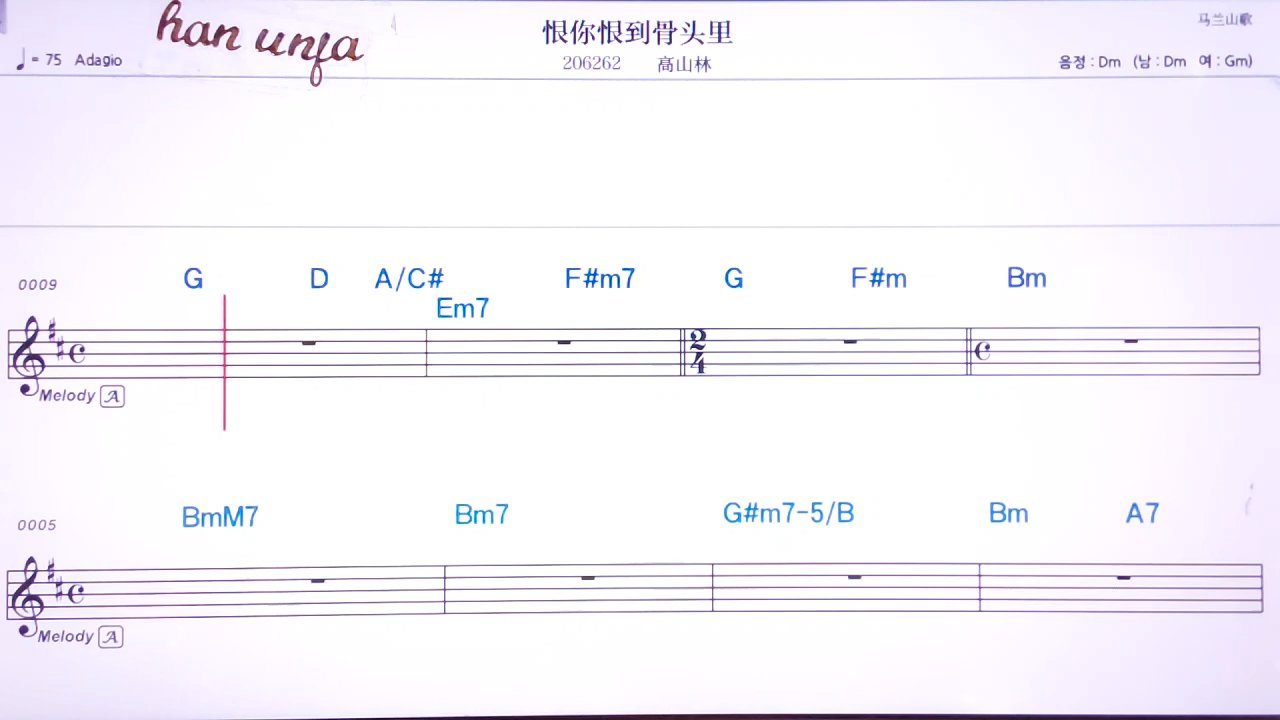 han unfa
恨你恨到骨头里
马兰山歌
♩= 75 Adagio
206262 高山林
음정 : Dm (남 : Dm 여 : Gm)
0009 G D A/C# F#m7 G F#m Bm
Em7
2
4
Melody A
0005 BmM7 Bm7 G#m7-5/B Bm A7
Melody A